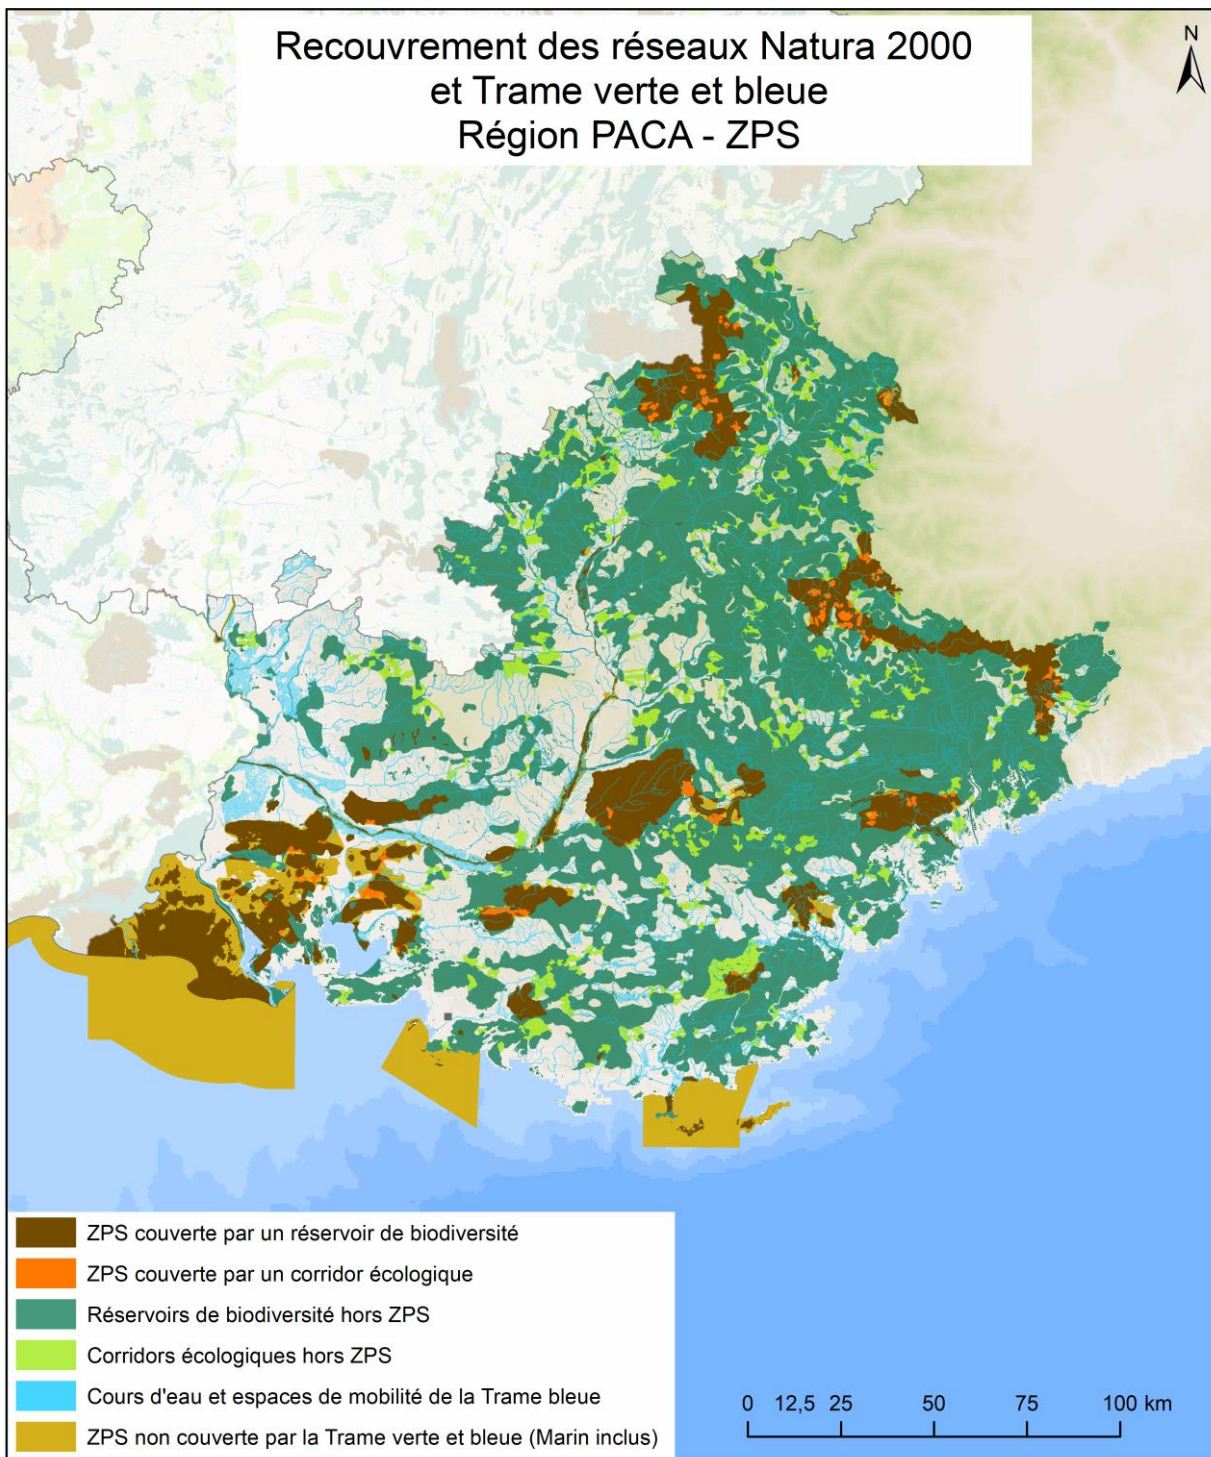 Recouvrement des réseaux Natura 2000
et Trame verte et bleue
Région PACA - ZPS
N
ZPS couverte par un réservoir de biodiversité
ZPS couverte par un corridor écologique
Réservoirs de biodiversité hors ZPS
Corridors écologiques hors ZPS
Cours d'eau et espaces de mobilité de la Trame bleue
ZPS non couverte par la Trame verte et bleue (Marin inclus)
0 12,5 25 50 75 100 km